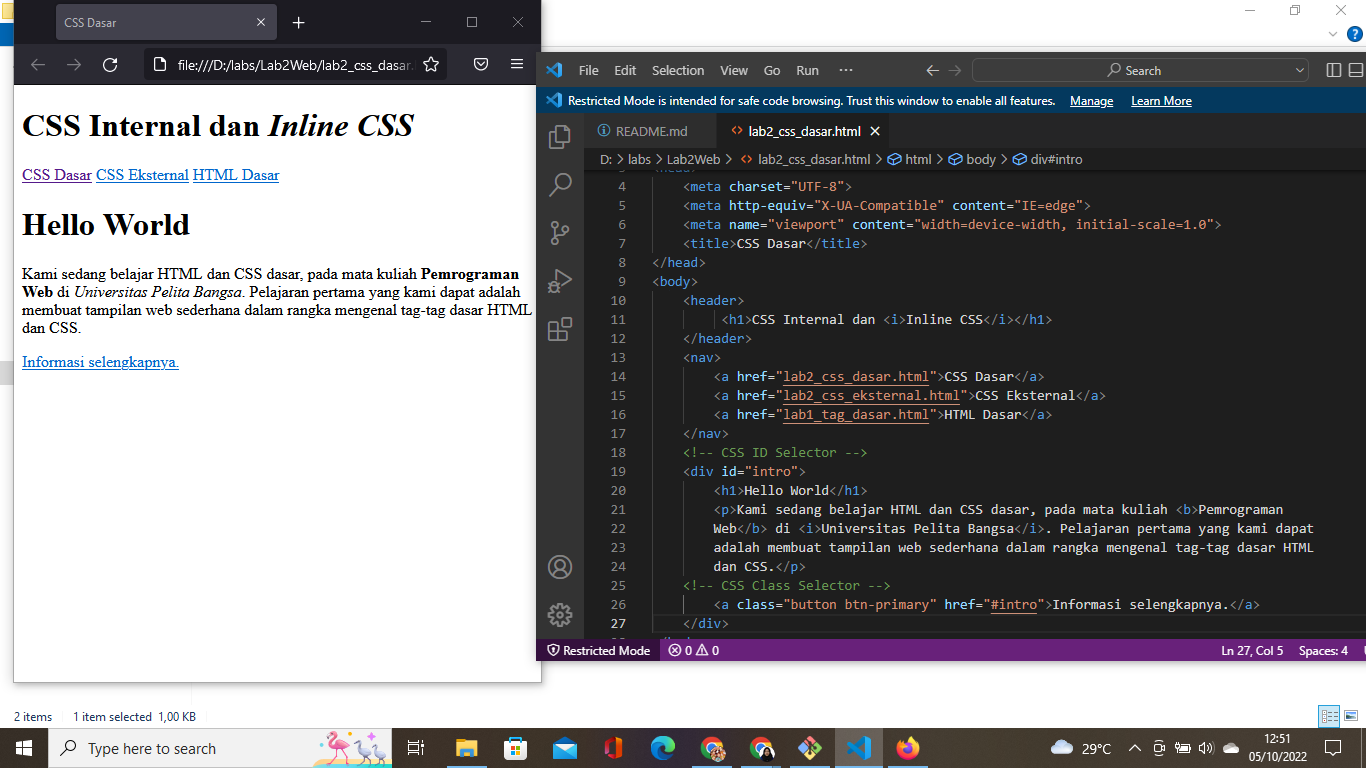 CSS Dasar
file:///D:/labs/Lab2Web/lab2_css_dasar.
CSS Internal dan Inline CSS
CSS Dasar CSS Eksternal HTML Dasar
Hello World
Kami sedang belajar HTML dan CSS dasar, pada mata kuliah Pemrograman
Web di Universitas Pelita Bangsa. Pelajaran pertama yang kami dapat adalah
membuat tampilan web sederhana dalam rangka mengenal tag-tag dasar HTML
dan CSS.
Informasi selengkapnya.
File Edit Selection View Go Run ··· Search
Restricted Mode is intended for safe code browsing. Trust this window to enable all features. Manage Learn More
README.md lab2_css_dasar.html
D: > labs > Lab2Web > lab2_css_dasar.html > html > body > div#intro
4 <meta charset="UTF-8">
5 <meta http-equiv="X-UA-Compatible" content="IE=edge">
6 <meta name="viewport" content="width=device-width, initial-scale=1.0">
7 <title>CSS Dasar</title>
8 </head>
9 <body>
10 <header>
11 <h1>CSS Internal dan <i>Inline CSS</i></h1>
12 </header>
13 <nav>
14 <a href="lab2_css_dasar.html">CSS Dasar</a>
15 <a href="lab2_css_eksternal.html">CSS Eksternal</a>
16 <a href="lab1_tag_dasar.html">HTML Dasar</a>
17 </nav>
18 <!-- CSS ID Selector -->
19 <div id="intro">
20 <h1>Hello World</h1>
21 <p>Kami sedang belajar HTML dan CSS dasar, pada mata kuliah <b>Pemrograman
22 Web</b> di <i>Universitas Pelita Bangsa</i>. Pelajaran pertama yang kami dapat
23 adalah membuat tampilan web sederhana dalam rangka mengenal tag-tag dasar HTML
24 dan CSS.</p>
25 <!-- CSS Class Selector -->
26 <a class="button btn-primary" href="#intro">Informasi selengkapnya.</a>
27 </div>
Restricted Mode 0 0 Ln 27, Col 5 Spaces: 4
2 items 1 item selected 1,00 KB
Type here to search 29°C 12:51
05/10/2022